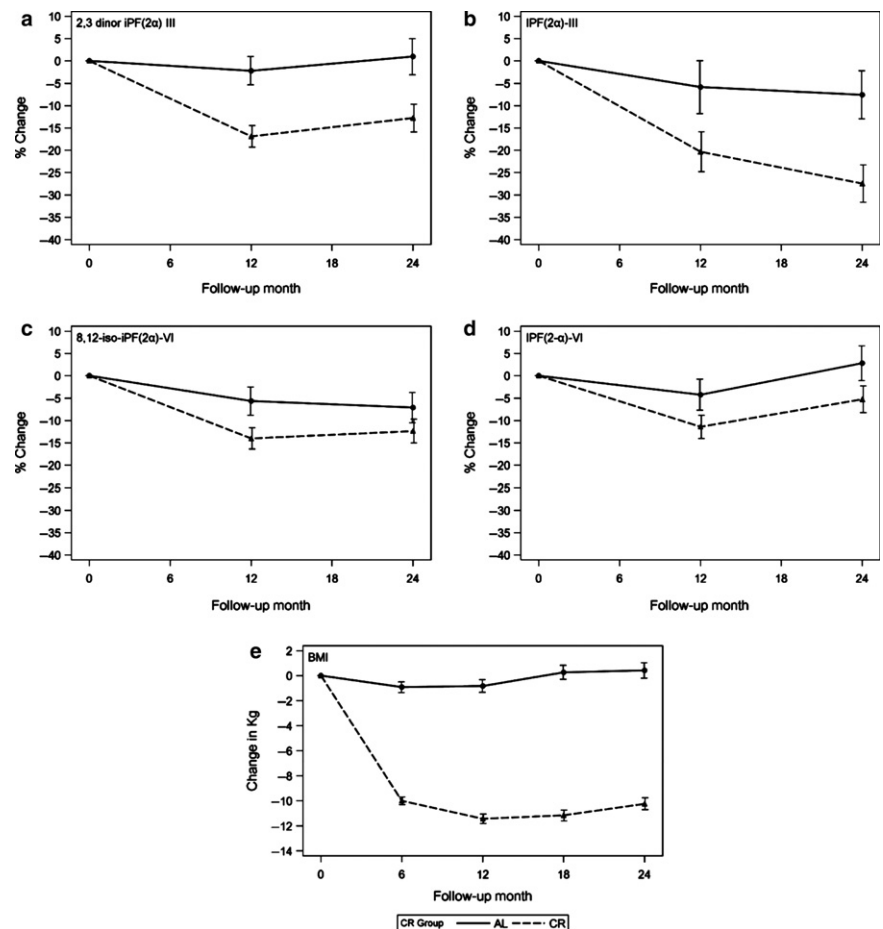 a
2,3 dinor iPF(2α) III
% Change
10
5
0
−5
−10
−15
−20
−25
−30
−35
−40
0 6 12 18 24
Follow-up month
b
IPF(2α)-III
% Change
10
5
0
−5
−10
−15
−20
−25
−30
−35
−40
0 6 12 18 24
Follow-up month
c
8,12-iso-iPF(2α)-VI
% Change
10
5
0
−5
−10
−15
−20
−25
−30
−35
−40
0 6 12 18 24
Follow-up month
d
IPF(2-α)-VI
% Change
10
5
0
−5
−10
−15
−20
−25
−30
−35
−40
0 6 12 18 24
Follow-up month
e
BMI
Change in Kg
2
0
−2
−4
−6
−8
−10
−12
−14
0 6 12 18 24
Follow-up month
CR Group AL CR